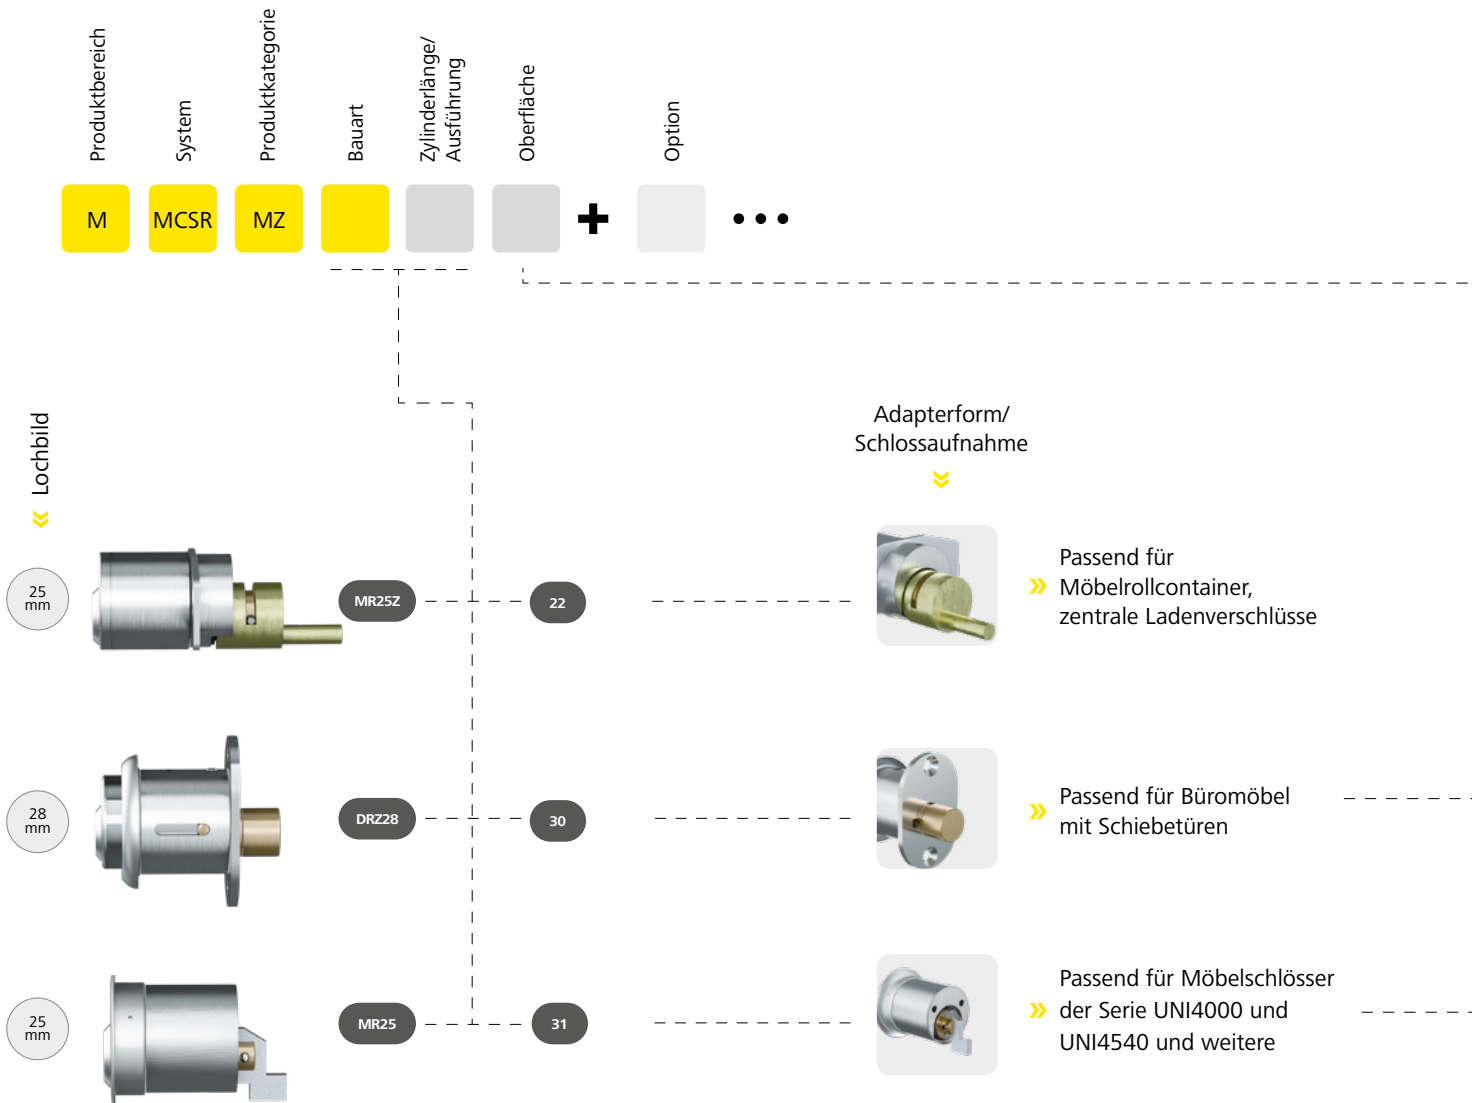 Produktbereich
System
Produktkategorie
Bauart
Zylinderlänge/
Ausführung
Oberfläche
Option
M
MCSR
MZ
+
•••
Lochbild
Adapterform/
Schlossaufnahme
25
mm
MR25Z
22
Passend für
Möbelrollcontainer,
zentrale Ladenverschlüsse
28
mm
DRZ28
30
Passend für Büromöbel
mit Schiebetüren
25
mm
MR25
31
Passend für Möbelschlösser
der Serie UNI4000 und
UNI4540 und weitere